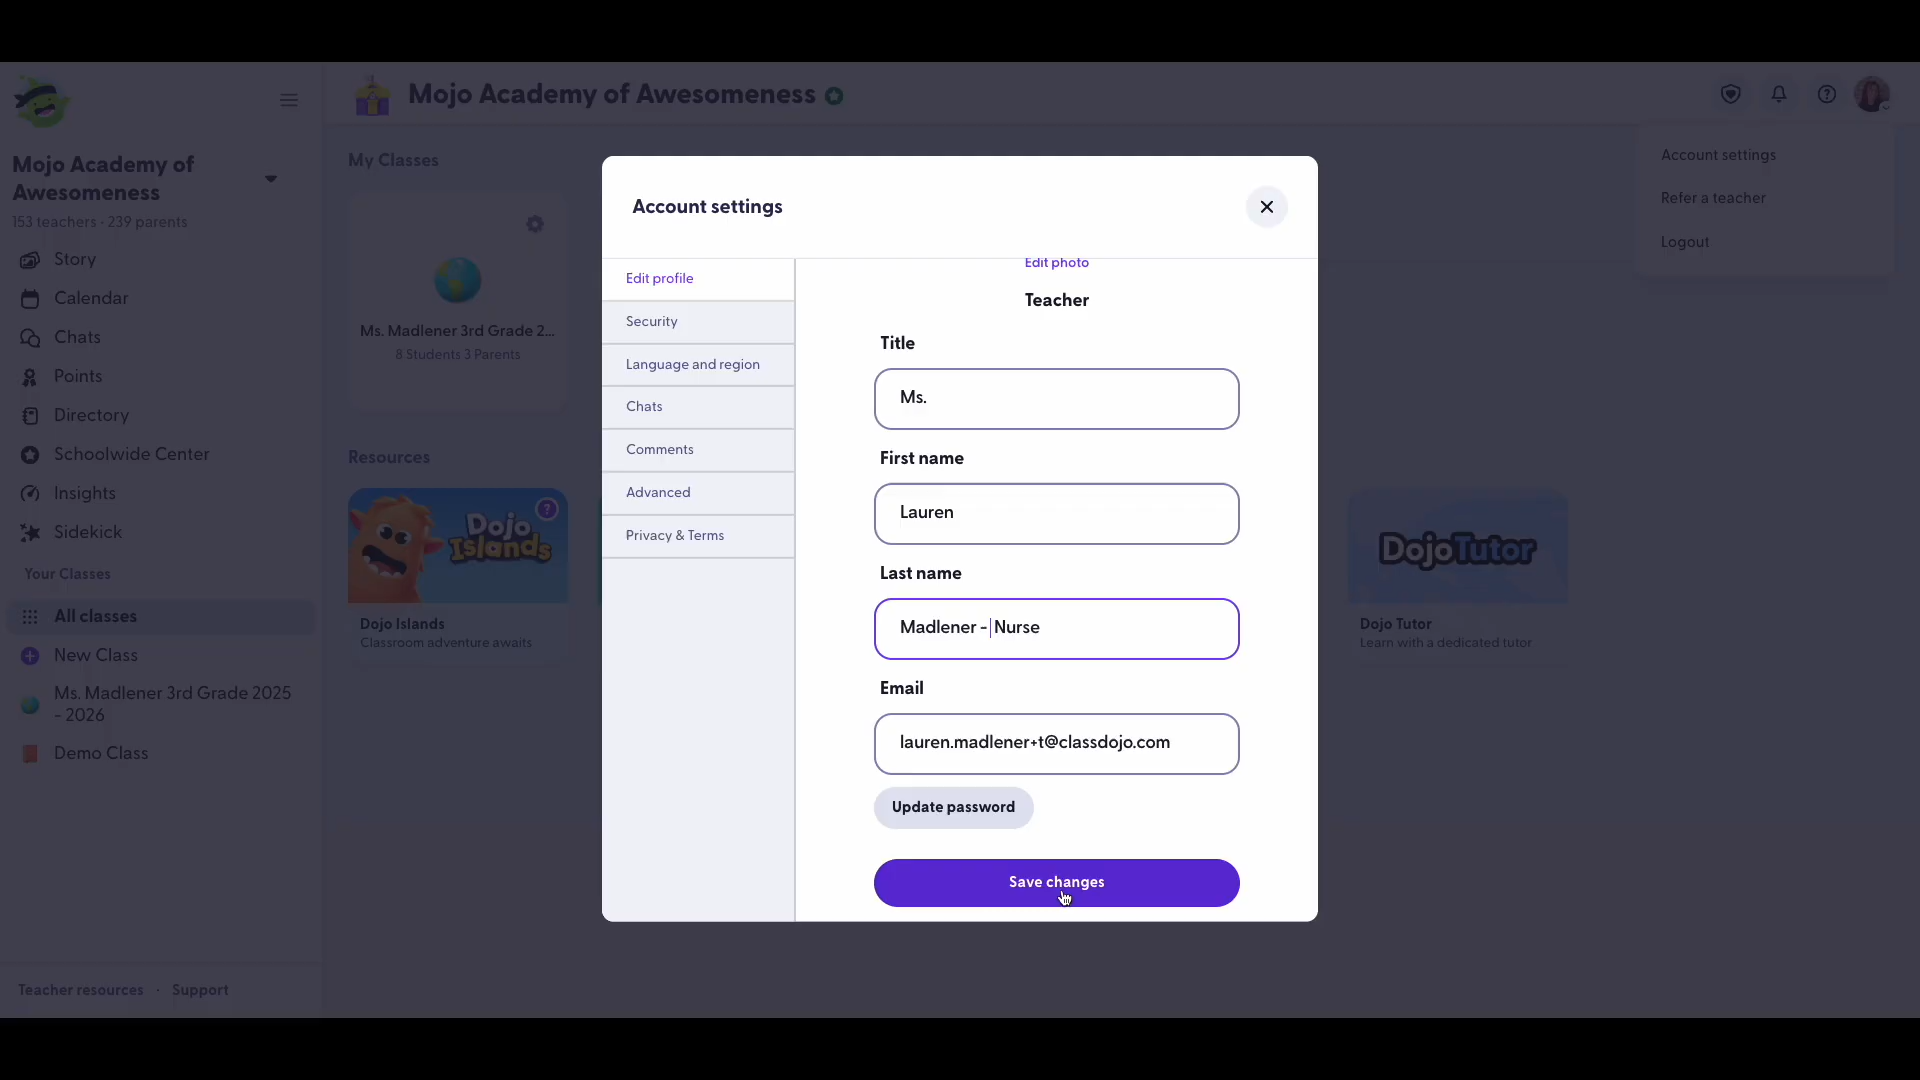 Mojo Academy of Awesomeness
Mojo Academy of
Awesomeness
153 teachers · 239 parents
Story
Calendar
Chats
Points
Directory
Schoolwide Center
Insights
Sidekick
Your Classes
All classes
New Class
Ms. Madlener 3rd Grade 2025
- 2026
Demo Class
Teacher resources · Support
My Classes
Ms. Madlener 3rd Grade 2...
8 Students 3 Parents
Resources
Dojo
Islands
?
Dojo Islands
Classroom adventure awaits
DojoTutor
Dojo Tutor
Learn with a dedicated tutor
Account settings
Refer a teacher
Logout
Account settings
Edit profile
Security
Language and region
Chats
Comments
Advanced
Privacy & Terms
Edit photo
Teacher
Title
Ms.
First name
Lauren
Last name
Madlener - Nurse
Email
lauren.madlener+t@classdojo.com
Update password
Save changes